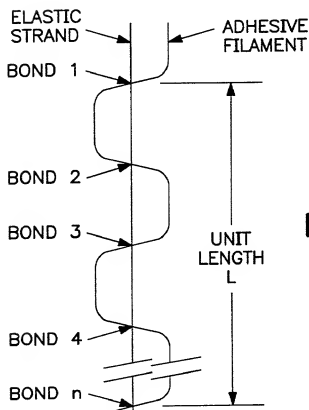 ELASTIC
STRAND
ADHESIVE
FILAMENT
BOND 1
BOND 2
BOND 3
UNIT
LENGTH
L
BOND 4
BOND n